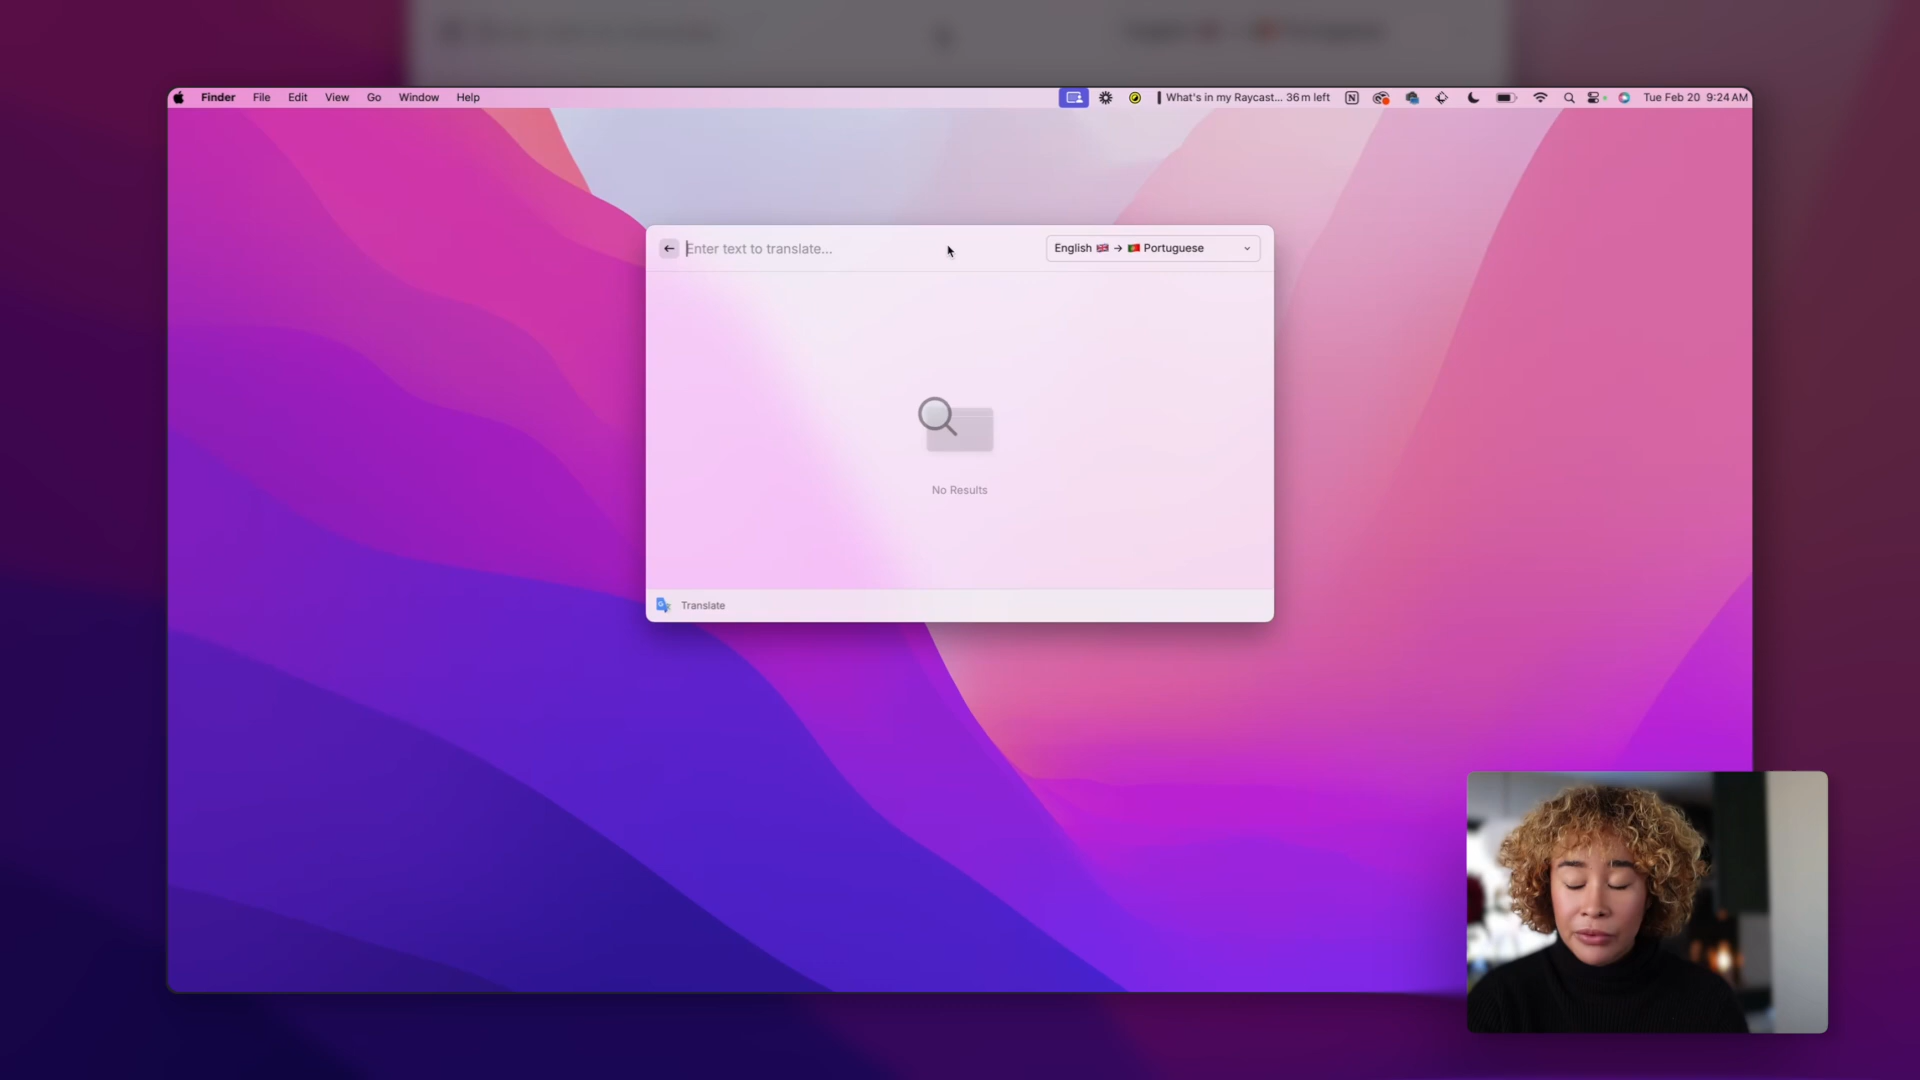 Finder File Edit View Go Window Help What's in my Raycast... 36m left Tue Feb 20 9:24 AM
Enter text to translate... English → Portuguese
No Results
Translate